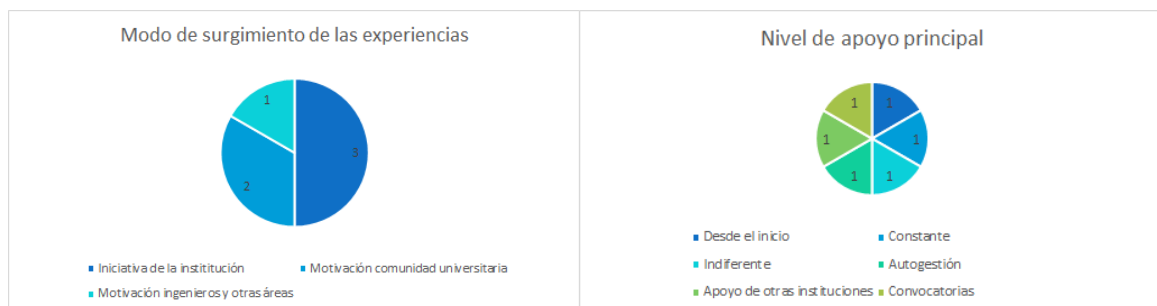 Modo de surgimiento de las experiencias
1
3
2
Iniciativa de la instititución
Motivación comunidad universitaria
Motivación ingenieros y otras áreas
Nivel de apoyo principal
1
1
1
1
1
1
Desde el inicio
Constante
Indiferente
Autogestión
Apoyo de otras instituciones
Convocatorias